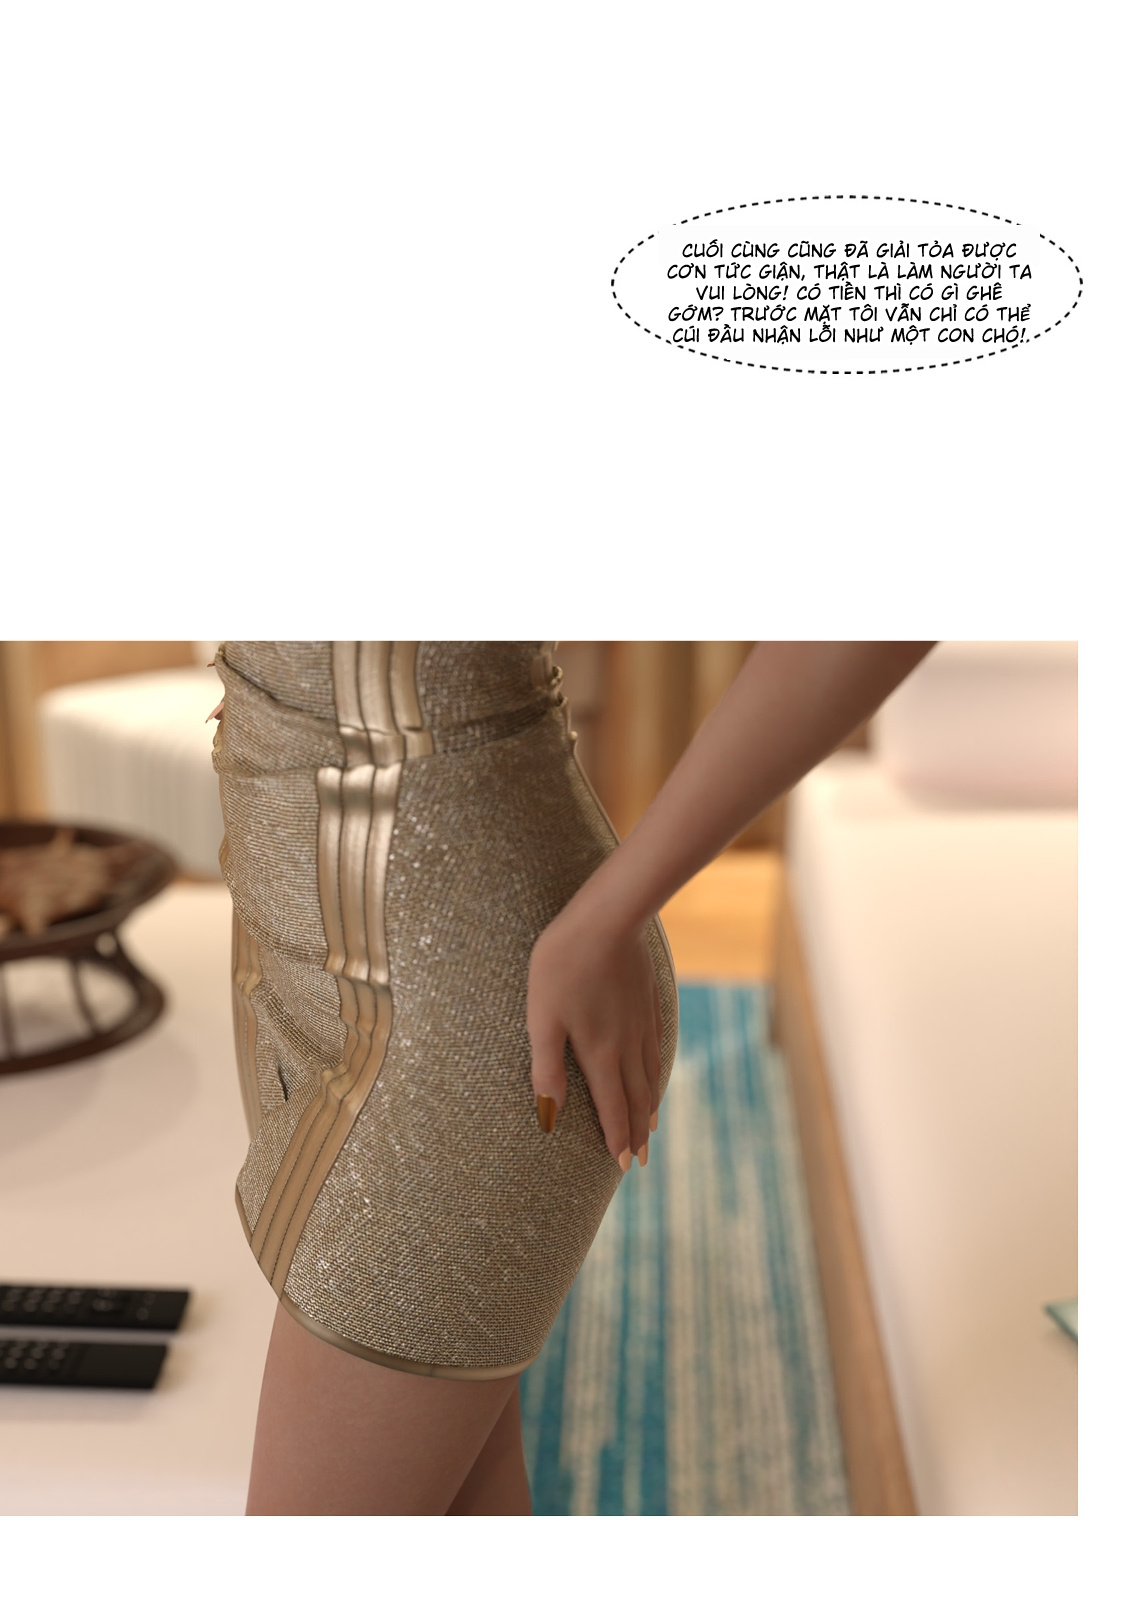 CUỐI CÙNG CŨNG ĐÃ GIẢI TỎA ĐƯỢC
CƠN TỨC GIẬN, THẬT LÀ LÀM NGƯỜI TA
VUI LÒNG! CÓ TIỀN THÌ CÓ GÌ GHÊ
GỚM? TRƯỚC MẶT TÔI VẪN CHỈ CÓ THỂ
CÚI ĐẦU NHẬN LỖI NHƯ MỘT CON CHÓ!